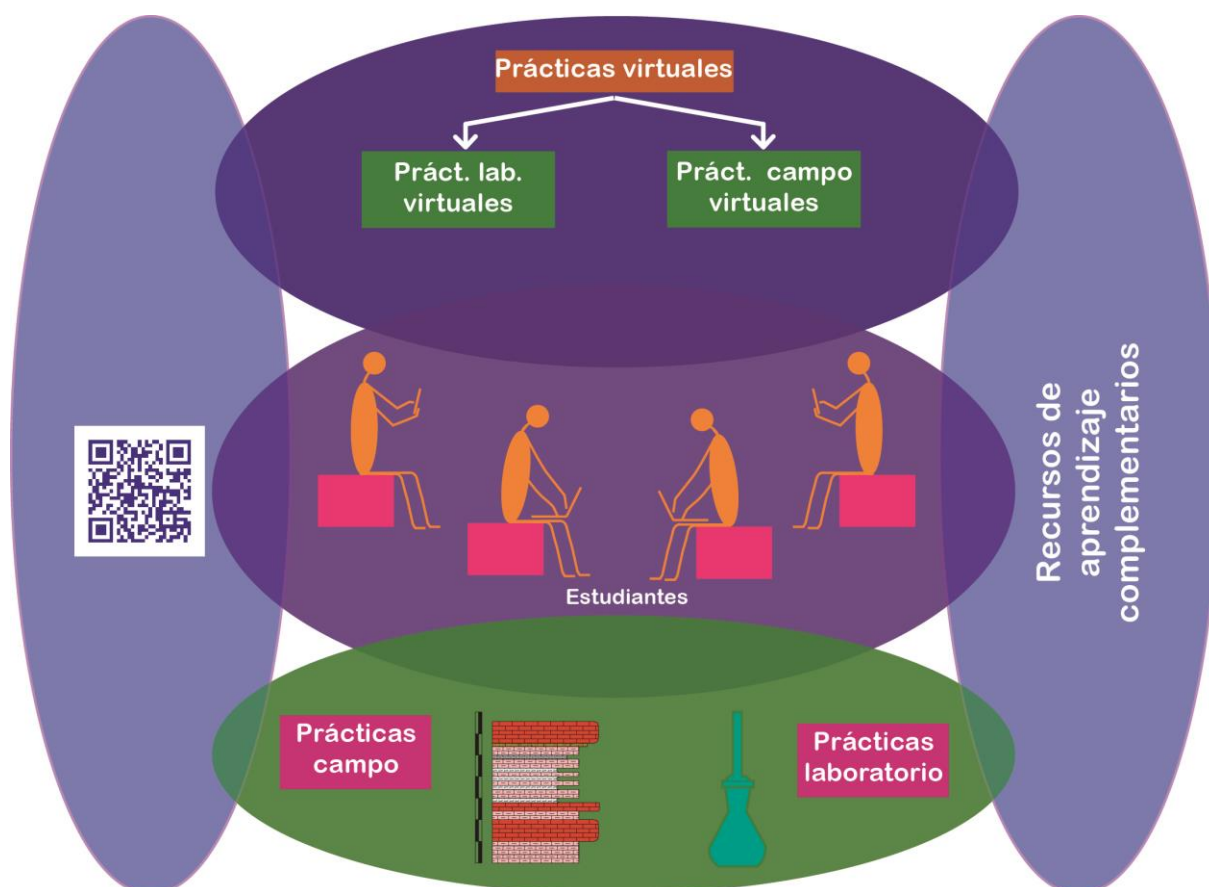 Prácticas virtuales
Práct. lab.
virtuales
Práct. campo
virtuales
Estudiantes
Recursos de
aprendizaje
complementarios
Prácticas
campo
Prácticas
laboratorio